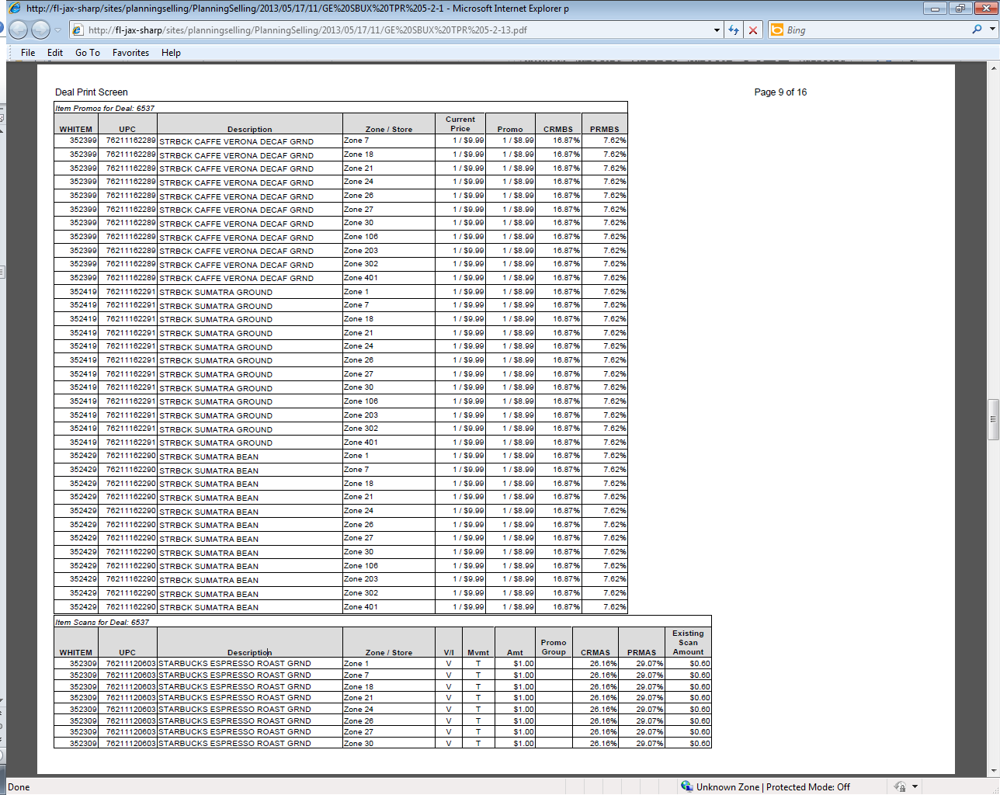 http://fl-jax-sharp/sites/planningselling/PlanningSelling/2013/05/17/11/GE%20SBUX%20TPR%205-2-1 - Microsoft Internet Explorer p
http://fl-jax-sharp/sites/planningselling/PlanningSelling/2013/05/17/11/GE%20SBUX%20TPR%205-2-13.pdf
Bing
File Edit Go To Favorites Help
Deal Print Screen Page 9 of 16
Item Promos for Deal: 6537
WHITEM UPC Description Zone / Store Current Price Promo CRMBS PRMBS
352399 76211162289 STRBCK CAFFE VERONA DECAF GRND Zone 7 1 / $9.99 1 / $8.99 16.87% 7.62%
352399 76211162289 STRBCK CAFFE VERONA DECAF GRND Zone 18 1 / $9.99 1 / $8.99 16.87% 7.62%
352399 76211162289 STRBCK CAFFE VERONA DECAF GRND Zone 21 1 / $9.99 1 / $8.99 16.87% 7.62%
352399 76211162289 STRBCK CAFFE VERONA DECAF GRND Zone 24 1 / $9.99 1 / $8.99 16.87% 7.62%
352399 76211162289 STRBCK CAFFE VERONA DECAF GRND Zone 26 1 / $9.99 1 / $8.99 16.87% 7.62%
352399 76211162289 STRBCK CAFFE VERONA DECAF GRND Zone 27 1 / $9.99 1 / $8.99 16.87% 7.62%
352399 76211162289 STRBCK CAFFE VERONA DECAF GRND Zone 30 1 / $9.99 1 / $8.99 16.87% 7.62%
352399 76211162289 STRBCK CAFFE VERONA DECAF GRND Zone 106 1 / $9.99 1 / $8.99 16.87% 7.62%
352399 76211162289 STRBCK CAFFE VERONA DECAF GRND Zone 203 1 / $9.99 1 / $8.99 16.87% 7.62%
352399 76211162289 STRBCK CAFFE VERONA DECAF GRND Zone 302 1 / $9.99 1 / $8.99 16.87% 7.62%
352399 76211162289 STRBCK CAFFE VERONA DECAF GRND Zone 401 1 / $9.99 1 / $8.99 16.87% 7.62%
352419 76211162291 STRBCK SUMATRA GROUND Zone 1 1 / $9.99 1 / $8.99 16.87% 7.62%
352419 76211162291 STRBCK SUMATRA GROUND Zone 7 1 / $9.99 1 / $8.99 16.87% 7.62%
352419 76211162291 STRBCK SUMATRA GROUND Zone 18 1 / $9.99 1 / $8.99 16.87% 7.62%
352419 76211162291 STRBCK SUMATRA GROUND Zone 21 1 / $9.99 1 / $8.99 16.87% 7.62%
352419 76211162291 STRBCK SUMATRA GROUND Zone 24 1 / $9.99 1 / $8.99 16.87% 7.62%
352419 76211162291 STRBCK SUMATRA GROUND Zone 26 1 / $9.99 1 / $8.99 16.87% 7.62%
352419 76211162291 STRBCK SUMATRA GROUND Zone 27 1 / $9.99 1 / $8.99 16.87% 7.62%
352419 76211162291 STRBCK SUMATRA GROUND Zone 30 1 / $9.99 1 / $8.99 16.87% 7.62%
352419 76211162291 STRBCK SUMATRA GROUND Zone 106 1 / $9.99 1 / $8.99 16.87% 7.62%
352419 76211162291 STRBCK SUMATRA GROUND Zone 203 1 / $9.99 1 / $8.99 16.87% 7.62%
352419 76211162291 STRBCK SUMATRA GROUND Zone 302 1 / $9.99 1 / $8.99 16.87% 7.62%
352419 76211162291 STRBCK SUMATRA GROUND Zone 401 1 / $9.99 1 / $8.99 16.87% 7.62%
352429 76211162290 STRBCK SUMATRA BEAN Zone 1 1 / $9.99 1 / $8.99 16.87% 7.62%
352429 76211162290 STRBCK SUMATRA BEAN Zone 7 1 / $9.99 1 / $8.99 16.87% 7.62%
352429 76211162290 STRBCK SUMATRA BEAN Zone 18 1 / $9.99 1 / $8.99 16.87% 7.62%
352429 76211162290 STRBCK SUMATRA BEAN Zone 21 1 / $9.99 1 / $8.99 16.87% 7.62%
352429 76211162290 STRBCK SUMATRA BEAN Zone 24 1 / $9.99 1 / $8.99 16.87% 7.62%
352429 76211162290 STRBCK SUMATRA BEAN Zone 26 1 / $9.99 1 / $8.99 16.87% 7.62%
352429 76211162290 STRBCK SUMATRA BEAN Zone 27 1 / $9.99 1 / $8.99 16.87% 7.62%
352429 76211162290 STRBCK SUMATRA BEAN Zone 30 1 / $9.99 1 / $8.99 16.87% 7.62%
352429 76211162290 STRBCK SUMATRA BEAN Zone 106 1 / $9.99 1 / $8.99 16.87% 7.62%
352429 76211162290 STRBCK SUMATRA BEAN Zone 203 1 / $9.99 1 / $8.99 16.87% 7.62%
352429 76211162290 STRBCK SUMATRA BEAN Zone 302 1 / $9.99 1 / $8.99 16.87% 7.62%
352429 76211162290 STRBCK SUMATRA BEAN Zone 401 1 / $9.99 1 / $8.99 16.87% 7.62%
Item Scans for Deal: 6537
WHITEM UPC Description Zone / Store V/I Mvmt Amt Promo Group CRMAS PRMAS Existing Scan Amount
352309 76211120603 STARBUCKS ESPRESSO ROAST GRND Zone 1 V T $1.00 26.16% 29.07% $0.60
352309 76211120603 STARBUCKS ESPRESSO ROAST GRND Zone 7 V T $1.00 26.16% 29.07% $0.60
352309 76211120603 STARBUCKS ESPRESSO ROAST GRND Zone 18 V T $1.00 26.16% 29.07% $0.60
352309 76211120603 STARBUCKS ESPRESSO ROAST GRND Zone 21 V T $1.00 26.16% 29.07% $0.60
352309 76211120603 STARBUCKS ESPRESSO ROAST GRND Zone 24 V T $1.00 26.16% 29.07% $0.60
352309 76211120603 STARBUCKS ESPRESSO ROAST GRND Zone 26 V T $1.00 26.16% 29.07% $0.60
352309 76211120603 STARBUCKS ESPRESSO ROAST GRND Zone 27 V T $1.00 26.16% 29.07% $0.60
352309 76211120603 STARBUCKS ESPRESSO ROAST GRND Zone 30 V T $1.00 26.16% 29.07% $0.60
Done Unknown Zone | Protected Mode: Off